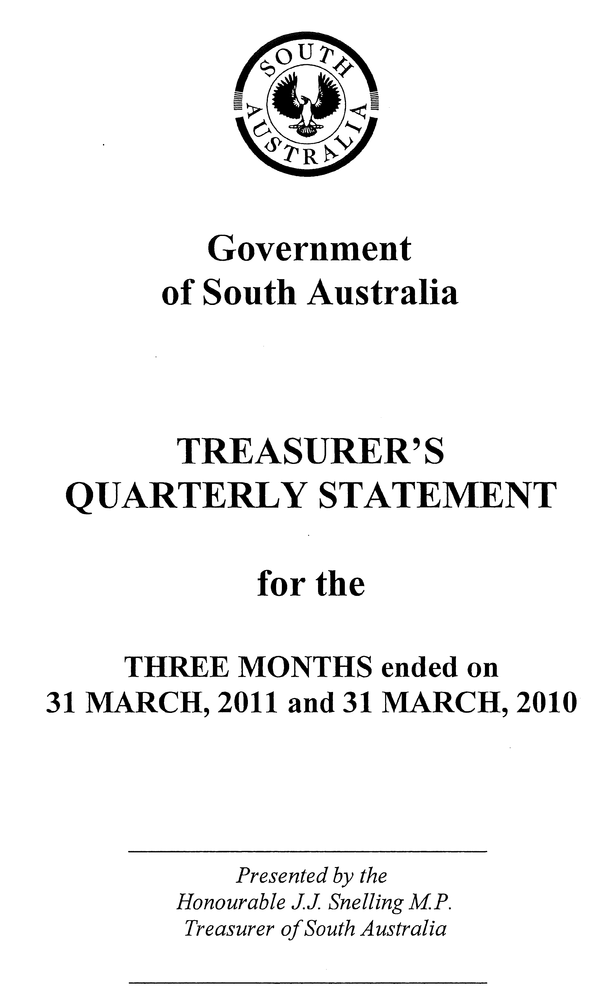 SOUTH
AUSTRALIA
Government
of South Australia
TREASURER'S
QUARTERLY STATEMENT
for the
THREE MONTHS ended on
31 MARCH, 2011 and 31 MARCH, 2010
Presented by the
Honourable J.J. Snelling M.P.
Treasurer of South Australia